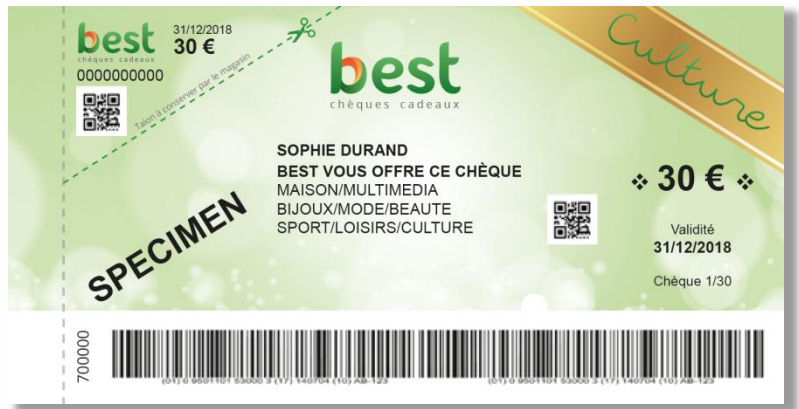 best
chèques cadeaux
31/12/2018
30 €
0000000000
Talon à conserver par le magasin
best
chèques cadeaux
Culture
SOPHIE DURAND
BEST VOUS OFFRE CE CHÈQUE
MAISON/MULTIMEDIA
BIJOUX/MODE/BEAUTE
SPORT/LOISIRS/CULTURE
30 €
Validité
31/12/2018
Chèque 1/30
SPECIMEN
700000
(01) 0 9501101 53000 3 (17) 140704 (10) AB-123
(01) 0 9501101 53000 3 (17) 140704 (10) AB-123